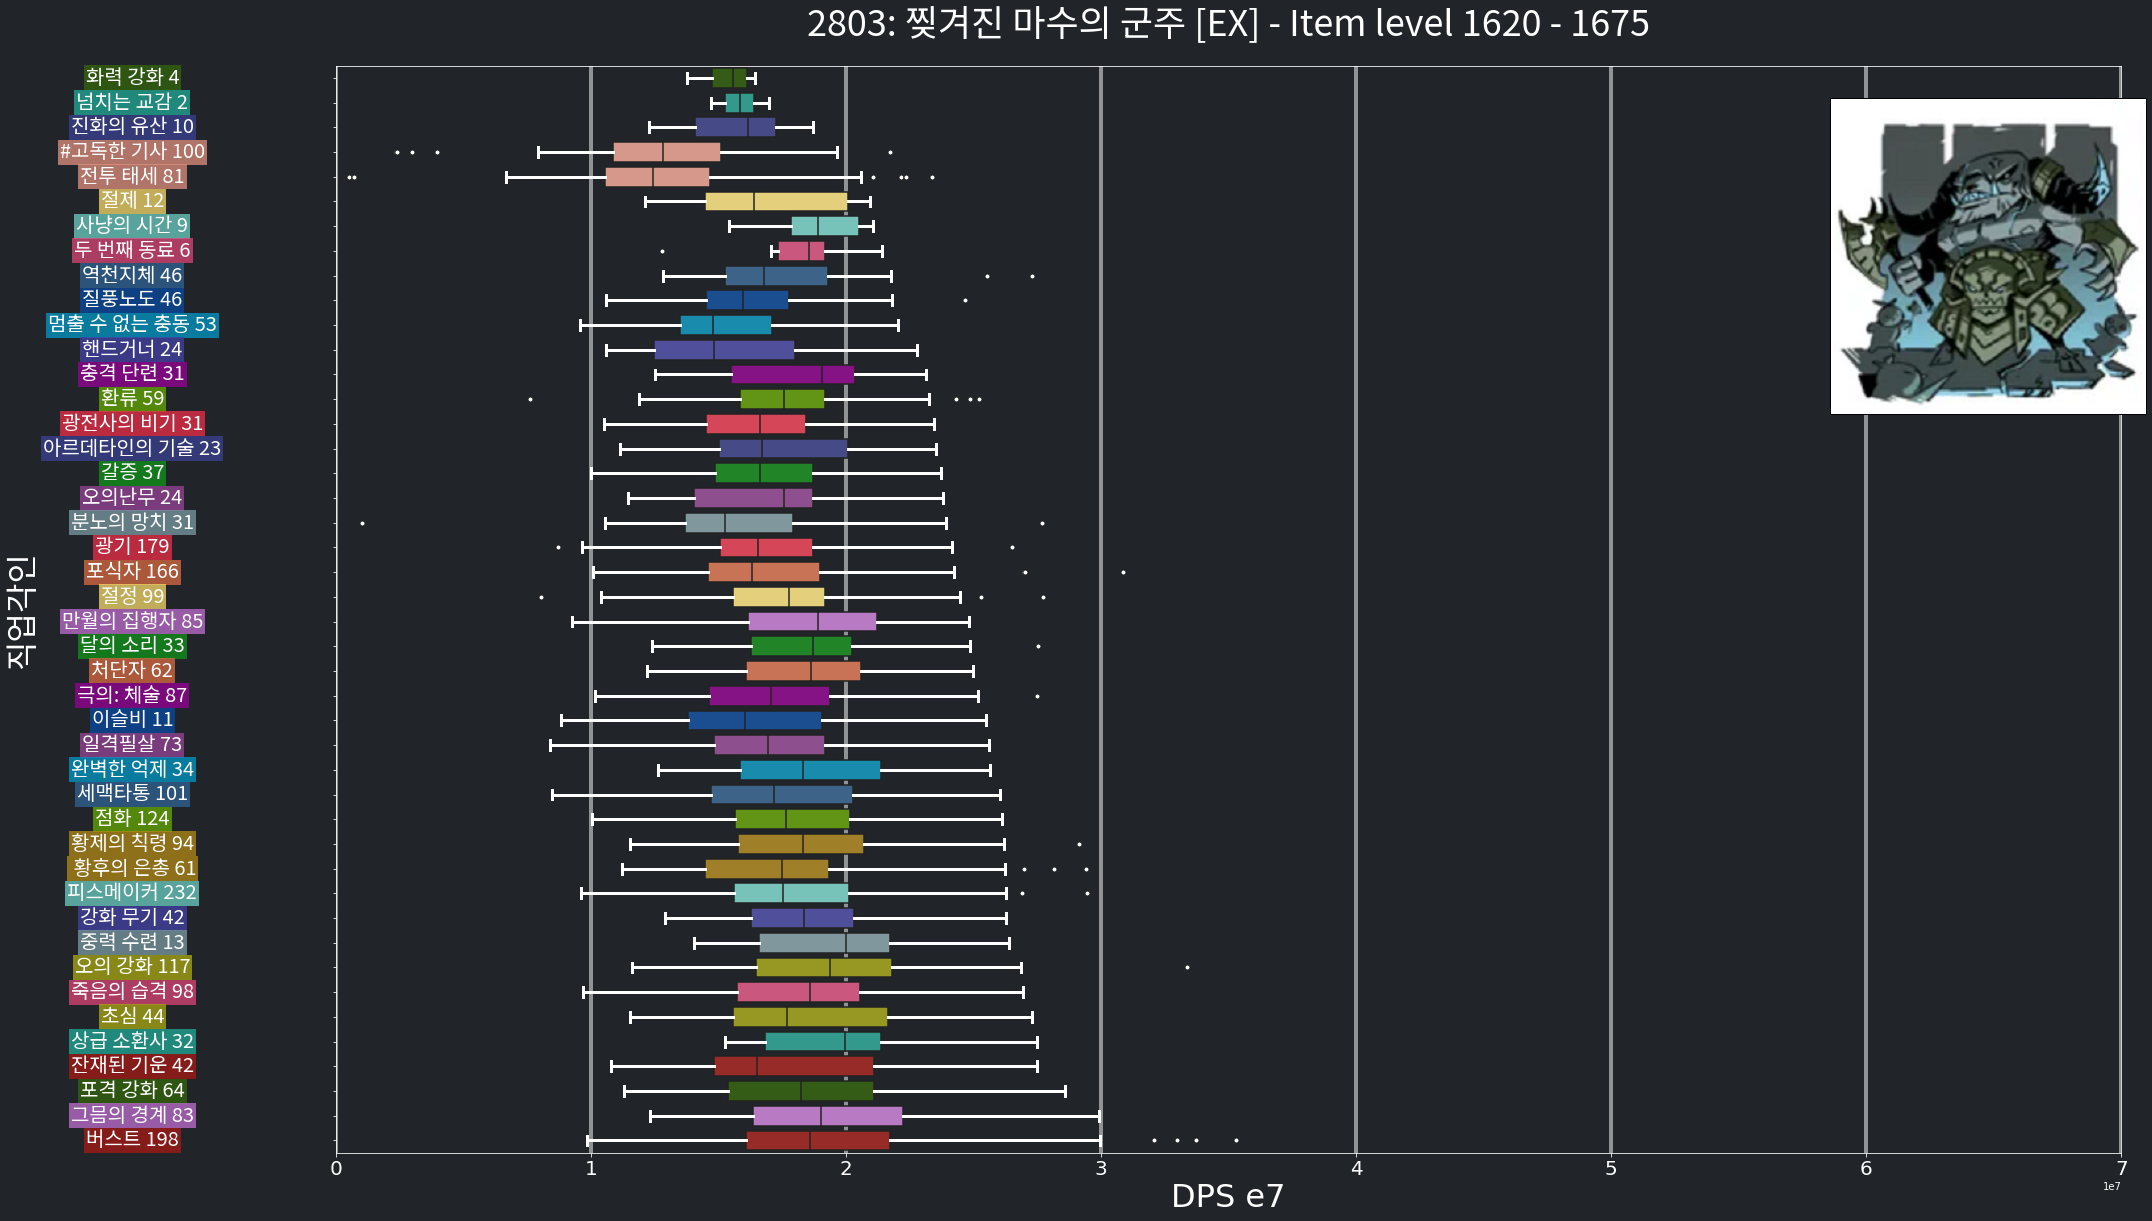 2803: 찢겨진 마수의 군주 [EX] - Item level 1620 - 1675
직업각인
화력 강화 4
넘치는 교감 2
진화의 유산 10
#고독한 기사 100
전투 태세 81
절제 12
사냥의 시간 9
두 번째 동료 6
역천지체 46
질풍노도 46
멈출 수 없는 충동 53
핸드거너 24
충격 단련 31
환류 59
광전사의 비기 31
아르데타인의 기술 23
갈증 37
오의난무 24
분노의 망치 31
광기 179
포식자 166
절정 99
만월의 집행자 85
달의 소리 33
처단자 62
극의: 체술 87
이슬비 11
일격필살 73
완벽한 억제 34
세맥타통 101
점화 124
황제의 칙령 94
황후의 은총 61
피스메이커 232
강화 무기 42
중력 수련 13
오의 강화 117
죽음의 습격 98
초심 44
상급 소환사 32
잔재된 기운 42
포격 강화 64
그믐의 경계 83
버스트 198
0 1 2 3 4 5 6 7
1e7
DPS e7